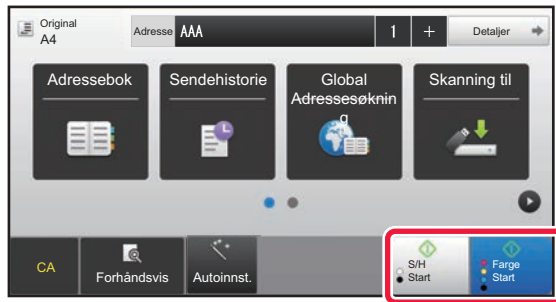 Original
A4
Adresse AAA 1 + Detaljer
Adressebok
Sendehistorie
Global
Adressesøknin
g
Skanning til
CA
Forhåndsvis
Autoinnst.
S/H
Start
Farge
Start